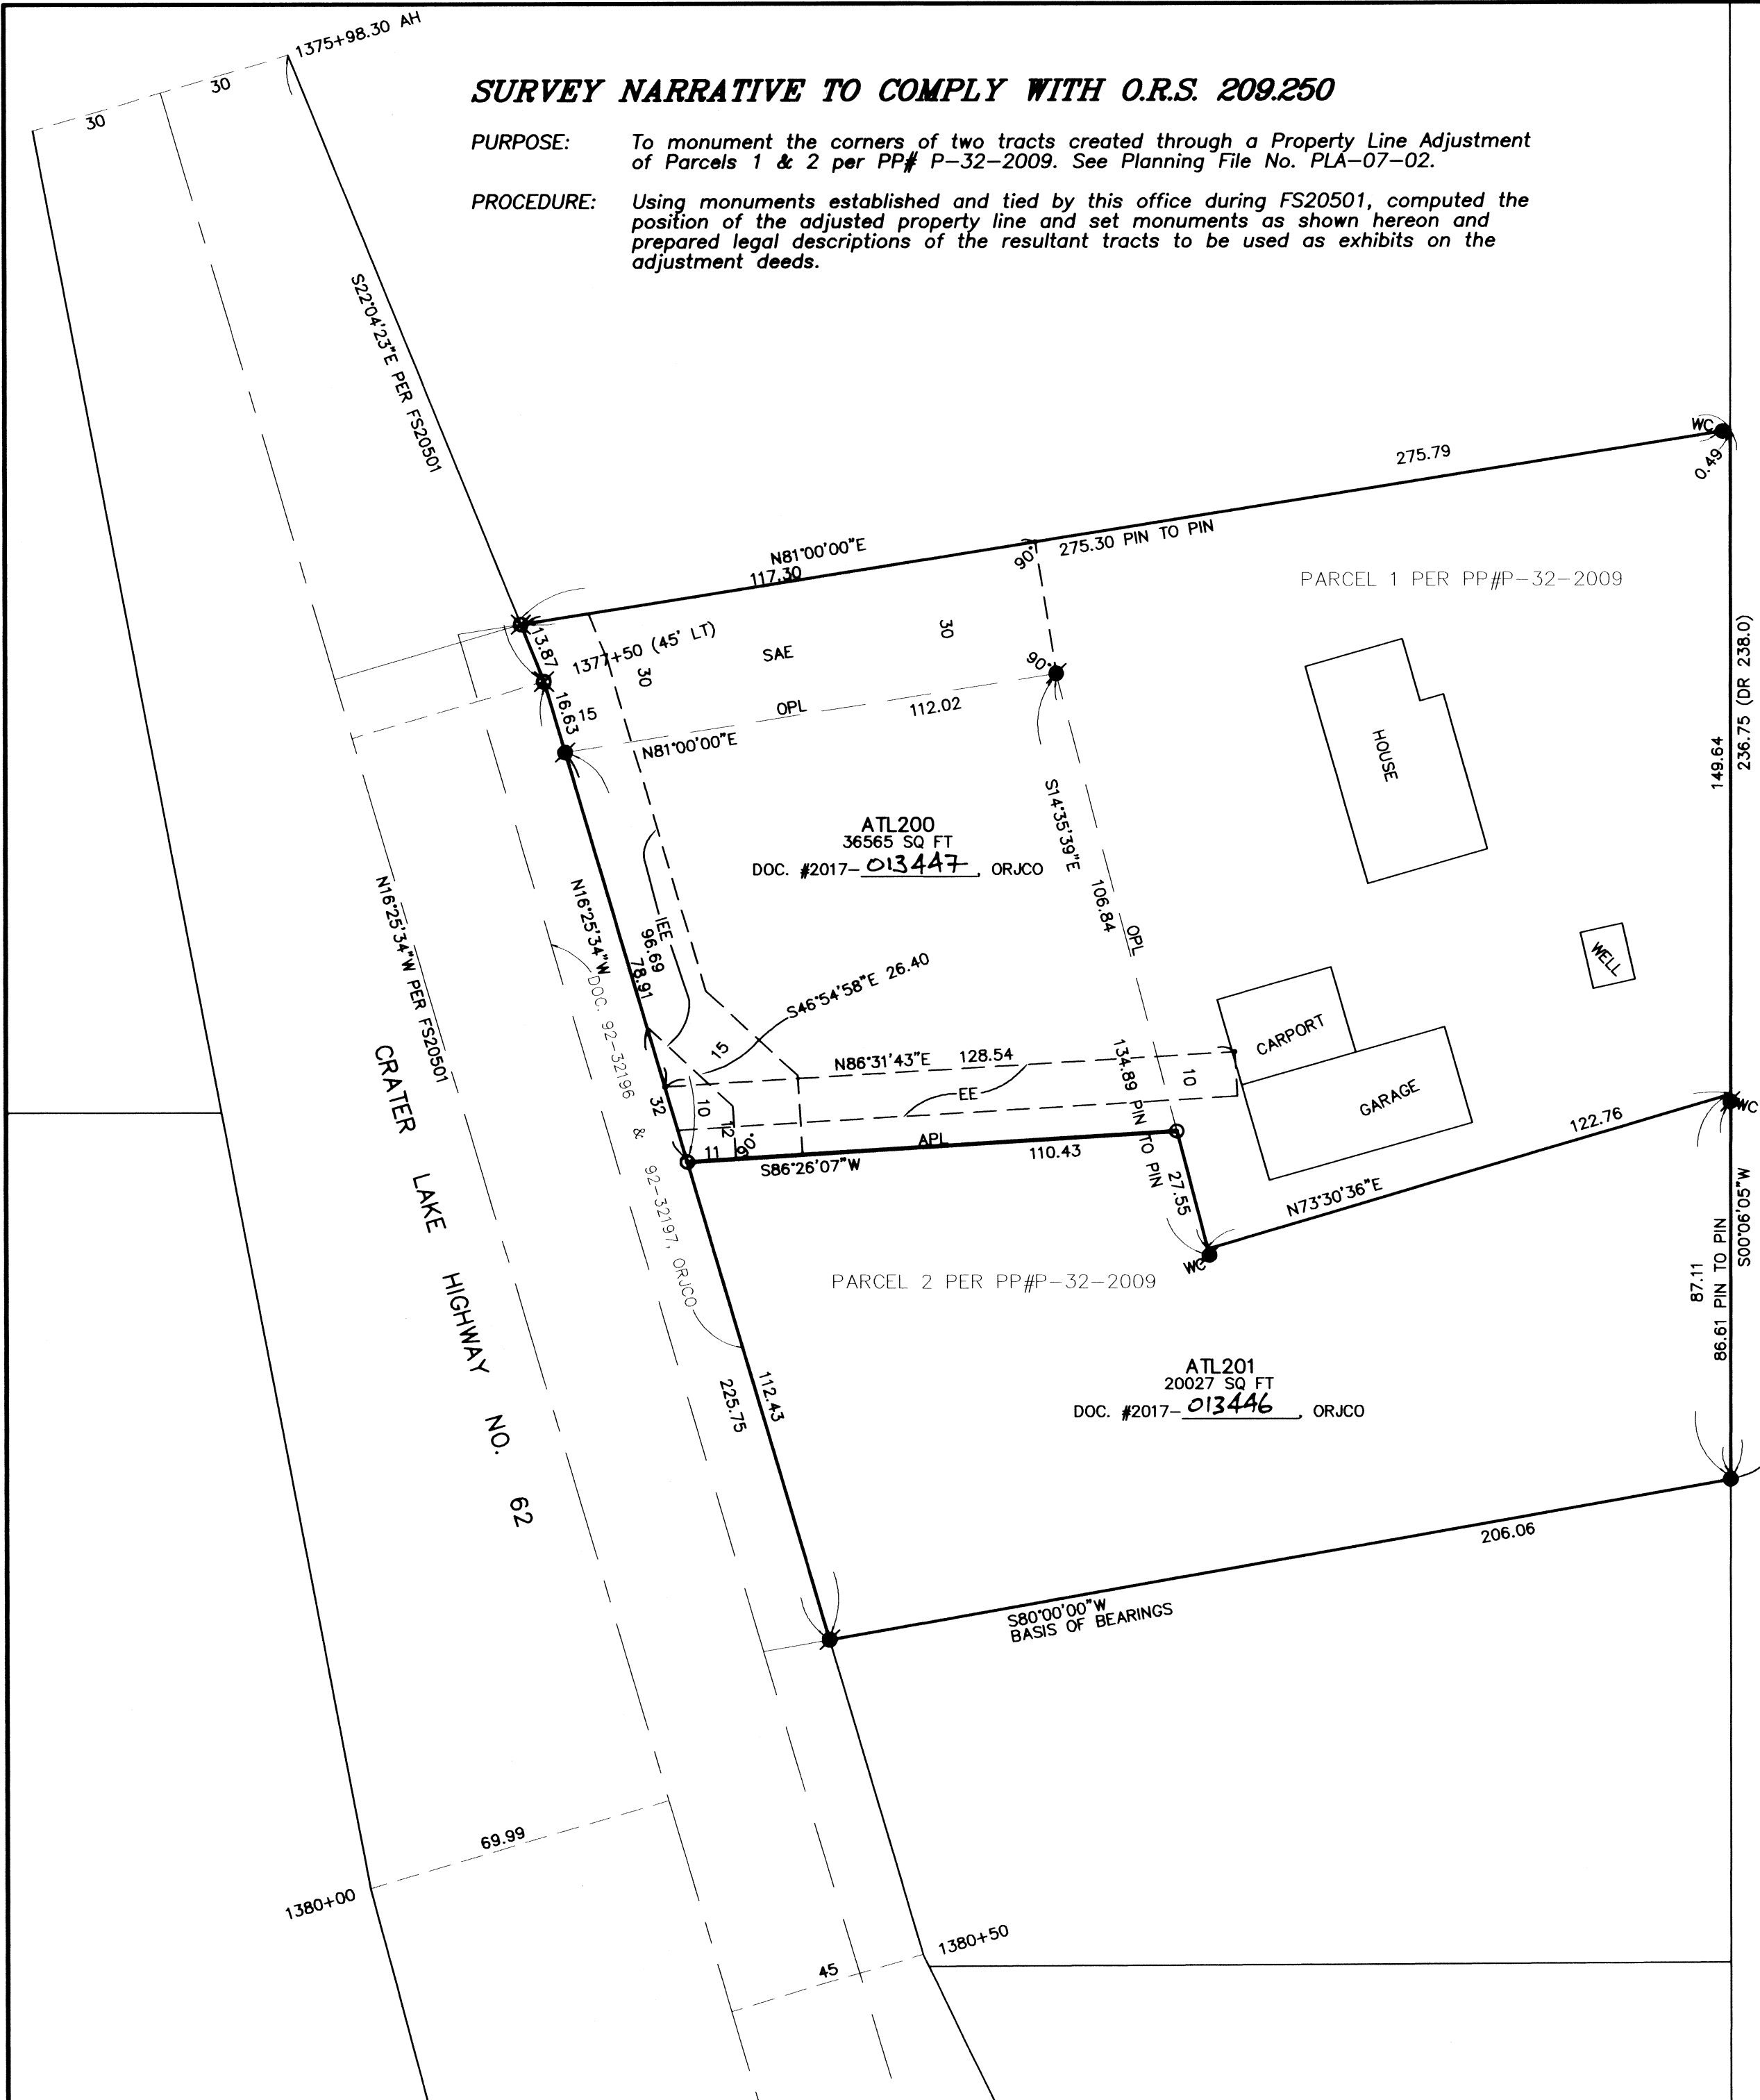 1375+98.30 AH
30
30
SURVEY NARRATIVE TO COMPLY WITH O.R.S. 209.250
PURPOSE: To monument the corners of two tracts created through a Property Line Adjustment
of Parcels 1 & 2 per PP# P-32-2009. See Planning File No. PLA-07-02.
PROCEDURE: Using monuments established and tied by this office during FS20501, computed the
position of the adjusted property line and set monuments as shown hereon and
prepared legal descriptions of the resultant tracts to be used as exhibits on the
adjustment deeds.
S22°04'23"E PER FS20501
WC
0.49
275.79
275.30 PIN TO PIN
N81°00'00"E
117.30
90°
PARCEL 1 PER PP#P-32-2009
13.87
1377+50 (45' LT)
SAE
30
30
90°
16.63
15
OPL
112.02
N81°00'00"E
HOUSE
149.64
236.75 (DR 238.0)
S14°35'39"E
106.84
OPL
ATL200
36565 SQ FT
DOC. #2017-013447, ORJCO
N16°25'34"W PER FS20501
N16°25'34"W
IEE
96.69
78.91
DOC. 92-32196 & 92-32197, ORJCO
S46°54'58"E 26.40
WELL
CARPORT
GARAGE
15
N86°31'43"E 128.54
134.89 PIN TO PIN
10
EE
32
10
12
11
90°
APL
S86°26'07"W
110.43
27.55
WC
122.76
N73°30'36"E
WC
CRATER LAKE HIGHWAY NO. 62
PARCEL 2 PER PP#P-32-2009
87.11
86.61 PIN TO PIN
S00°06'05"W
ATL201
20027 SQ FT
DOC. #2017-013446, ORJCO
112.43
225.75
206.06
S80°00'00"W
BASIS OF BEARINGS
69.99
1380+00
1380+50
45